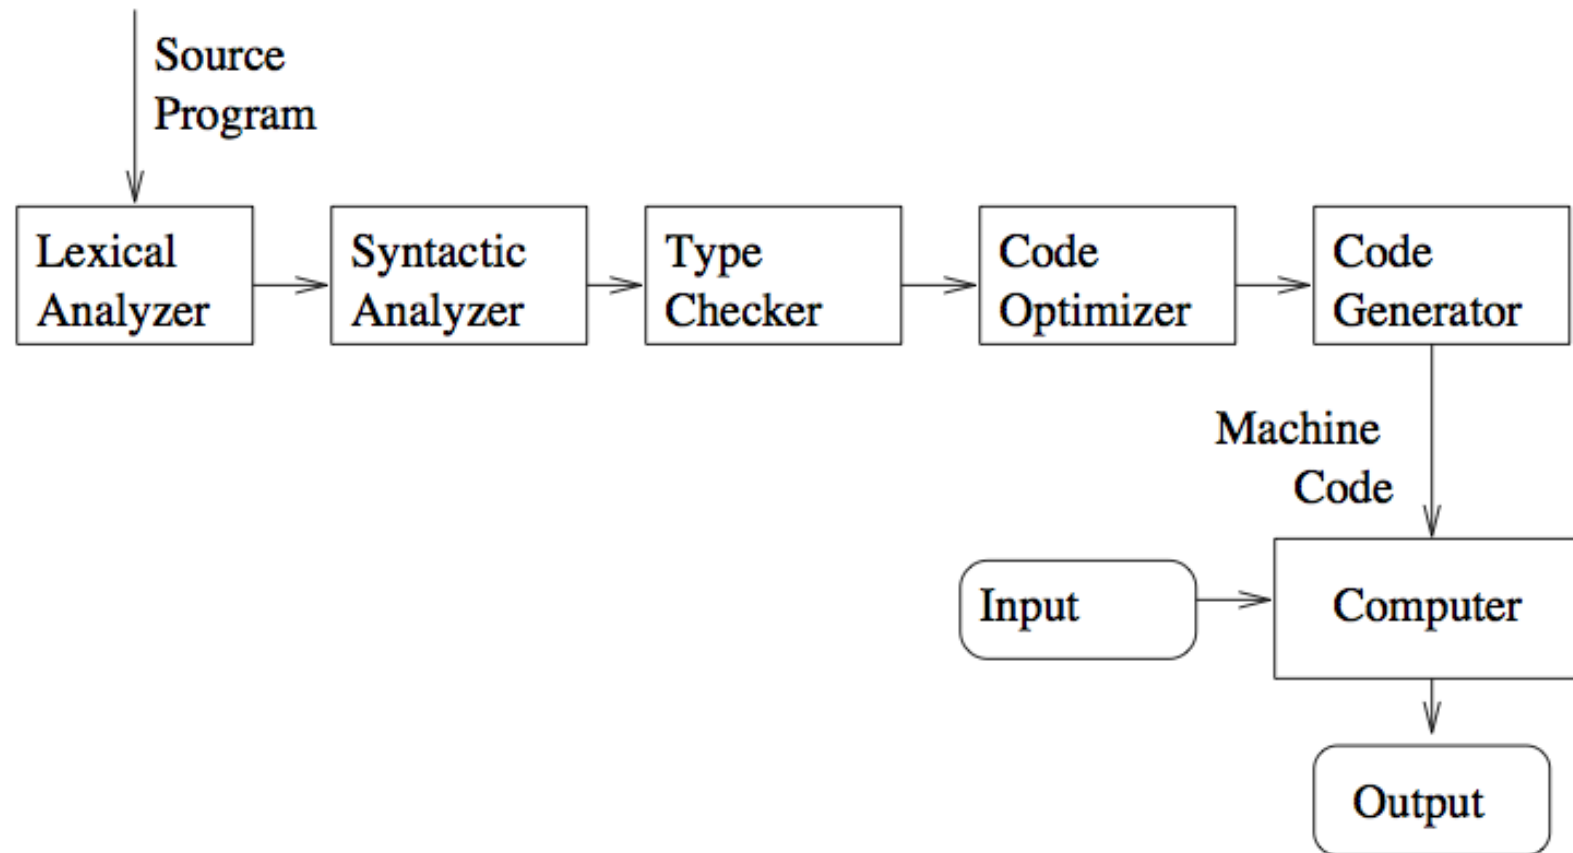 Source
Program
Lexical
Analyzer
Syntactic
Analyzer
Type
Checker
Code
Optimizer
Code
Generator
Machine
Code
Input
Computer
Output